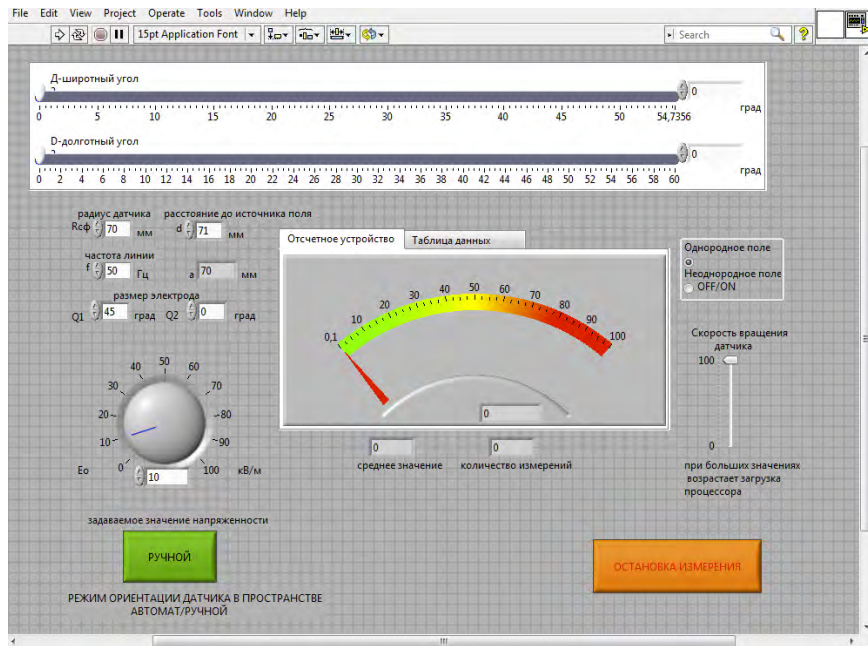 File Edit View Project Operate Tools Window Help
15pt Application Font
Search
?
Д-широтный угол
0
0 5 10 15 20 25 30 35 40 45 50 54,7356
град
D-долготный угол
0
0 2 4 6 8 10 12 14 16 18 20 22 24 26 28 30 32 34 36 38 40 42 44 46 48 50 52 54 56 58 60
град
радиус датчика расстояние до источника поля
Rсф 70 мм d 71 мм
частота линии
f 50 Гц a 70 мм
размер электрода
Q1 45 град Q2 0 град
Отсчетное устройство Таблица данных
0,1 10 20 30 40 50 60 70 80 90 100
0
0 0
среднее значение количество измерений
Однородное поле
Неоднородное поле
OFF/ON
Скорость вращения
датчика
100
0
при больших значениях
возрастает загрузка
процессора
0 10 20 30 40 50 60 70 80 90 100
Eo 10 кВ/м
задаваемое значение напряженности
РУЧНОЙ
РЕЖИМ ОРИЕНТАЦИИ ДАТЧИКА В ПРОСТРАНСТВЕ
АВТОМАТ/РУЧНОЙ
ОСТАНОВКА ИЗМЕРЕНИЯ